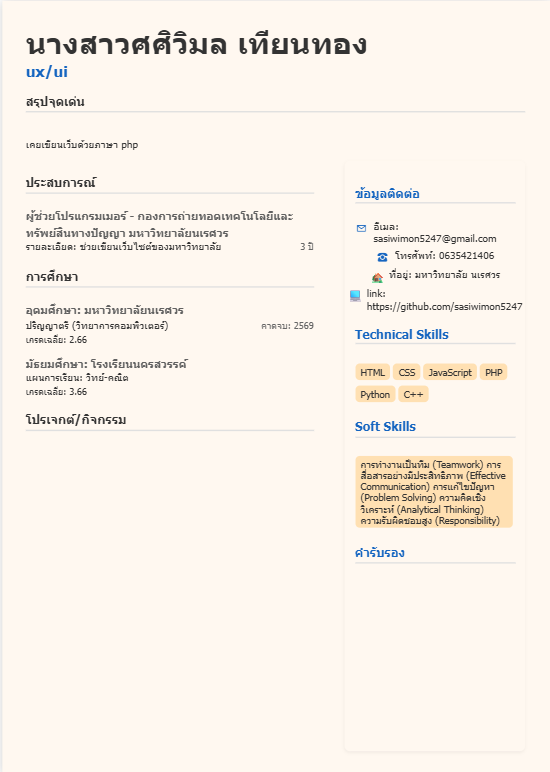 นางสาวศศิวิมล เทียนทอง
ux/ui
สรุปจุดเด่น
เคยเขียนเว็บด้วยภาษา php
ประสบการณ์
ผู้ช่วยโปรแกรมเมอร์ - กองการถ่ายทอดเทคโนโลยีและ
ทรัพย์สินทางปัญญา มหาวิทยาลัยนเรศวร
รายละเอียด: ช่วยเขียนเว็บไซต์ของมหาวิทยาลัย 3 ปี
การศึกษา
อุดมศึกษา: มหาวิทยาลัยนเรศวร
ปริญญาตรี (วิทยาการคอมพิวเตอร์) คาดจบ: 2569
เกรดเฉลี่ย: 2.66
มัธยมศึกษา: โรงเรียนนครสวรรค์
แผนการเรียน: วิทย์-คณิต
เกรดเฉลี่ย: 3.66
โปรเจกต์/กิจกรรม
ข้อมูลติดต่อ
อีเมล:
sasiwimon5247@gmail.com
โทรศัพท์: 0635421406
ที่อยู่: มหาวิทยาลัย นเรศวร
link:
https://github.com/sasiwimon5247
Technical Skills
HTML CSS JavaScript PHP
Python C++
Soft Skills
การทำงานเป็นทีม (Teamwork) การ
สื่อสารอย่างมีประสิทธิภาพ (Effective
Communication) การแก้ไขปัญหา
(Problem Solving) ความคิดเชิง
วิเคราะห์ (Analytical Thinking)
ความรับผิดชอบสูง (Responsibility)
คำรับรอง